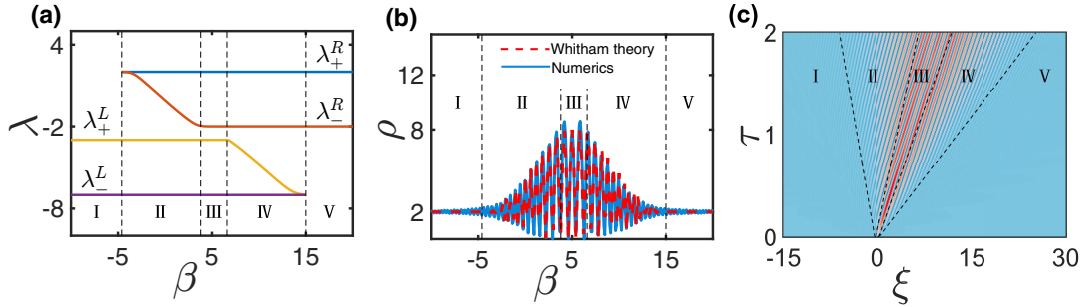 (a)
4
-2
-8
λ
λ₊ᴿ
λ₋ᴿ
λ₊ᴸ
λ₋ᴸ
I II III IV V
-5 5 15
β
(b)
Whitham theory
Numerics
12
8
2
ρ
I II III IV V
-5 5 15
β
(c)
2
1
0
τ
I II III IV V
-15 0 15 30
ξ